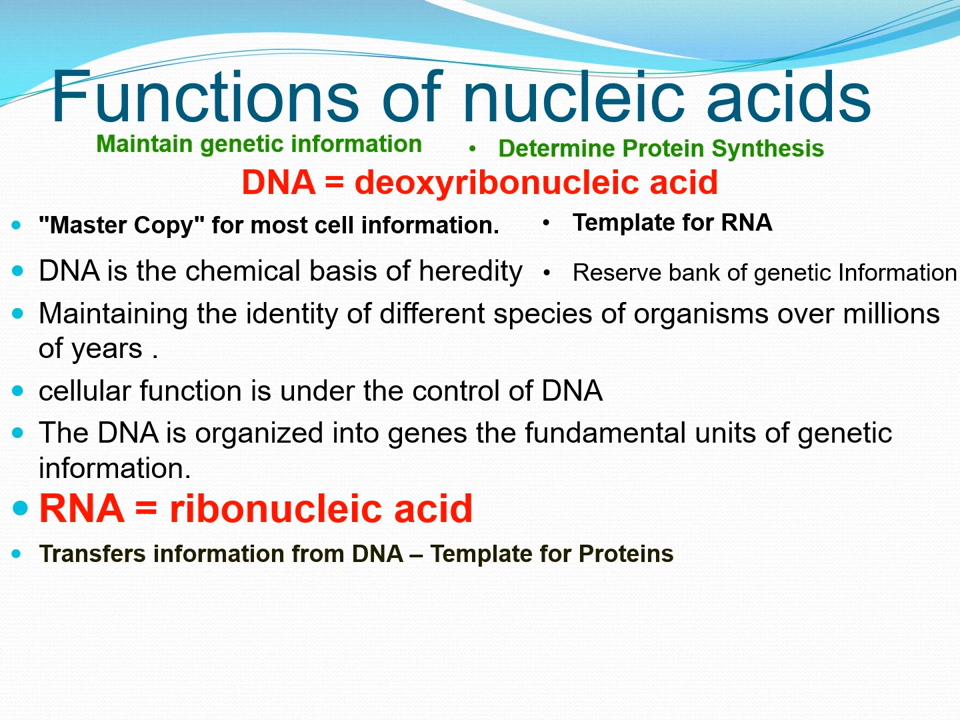 Functions of nucleic acids
Maintain genetic information
• Determine Protein Synthesis
DNA = deoxyribonucleic acid
• "Master Copy" for most cell information.
• Template for RNA
• DNA is the chemical basis of heredity
• Reserve bank of genetic Information
• Maintaining the identity of different species of organisms over millions
of years .
• cellular function is under the control of DNA
• The DNA is organized into genes the fundamental units of genetic
information.
• RNA = ribonucleic acid
• Transfers information from DNA – Template for Proteins